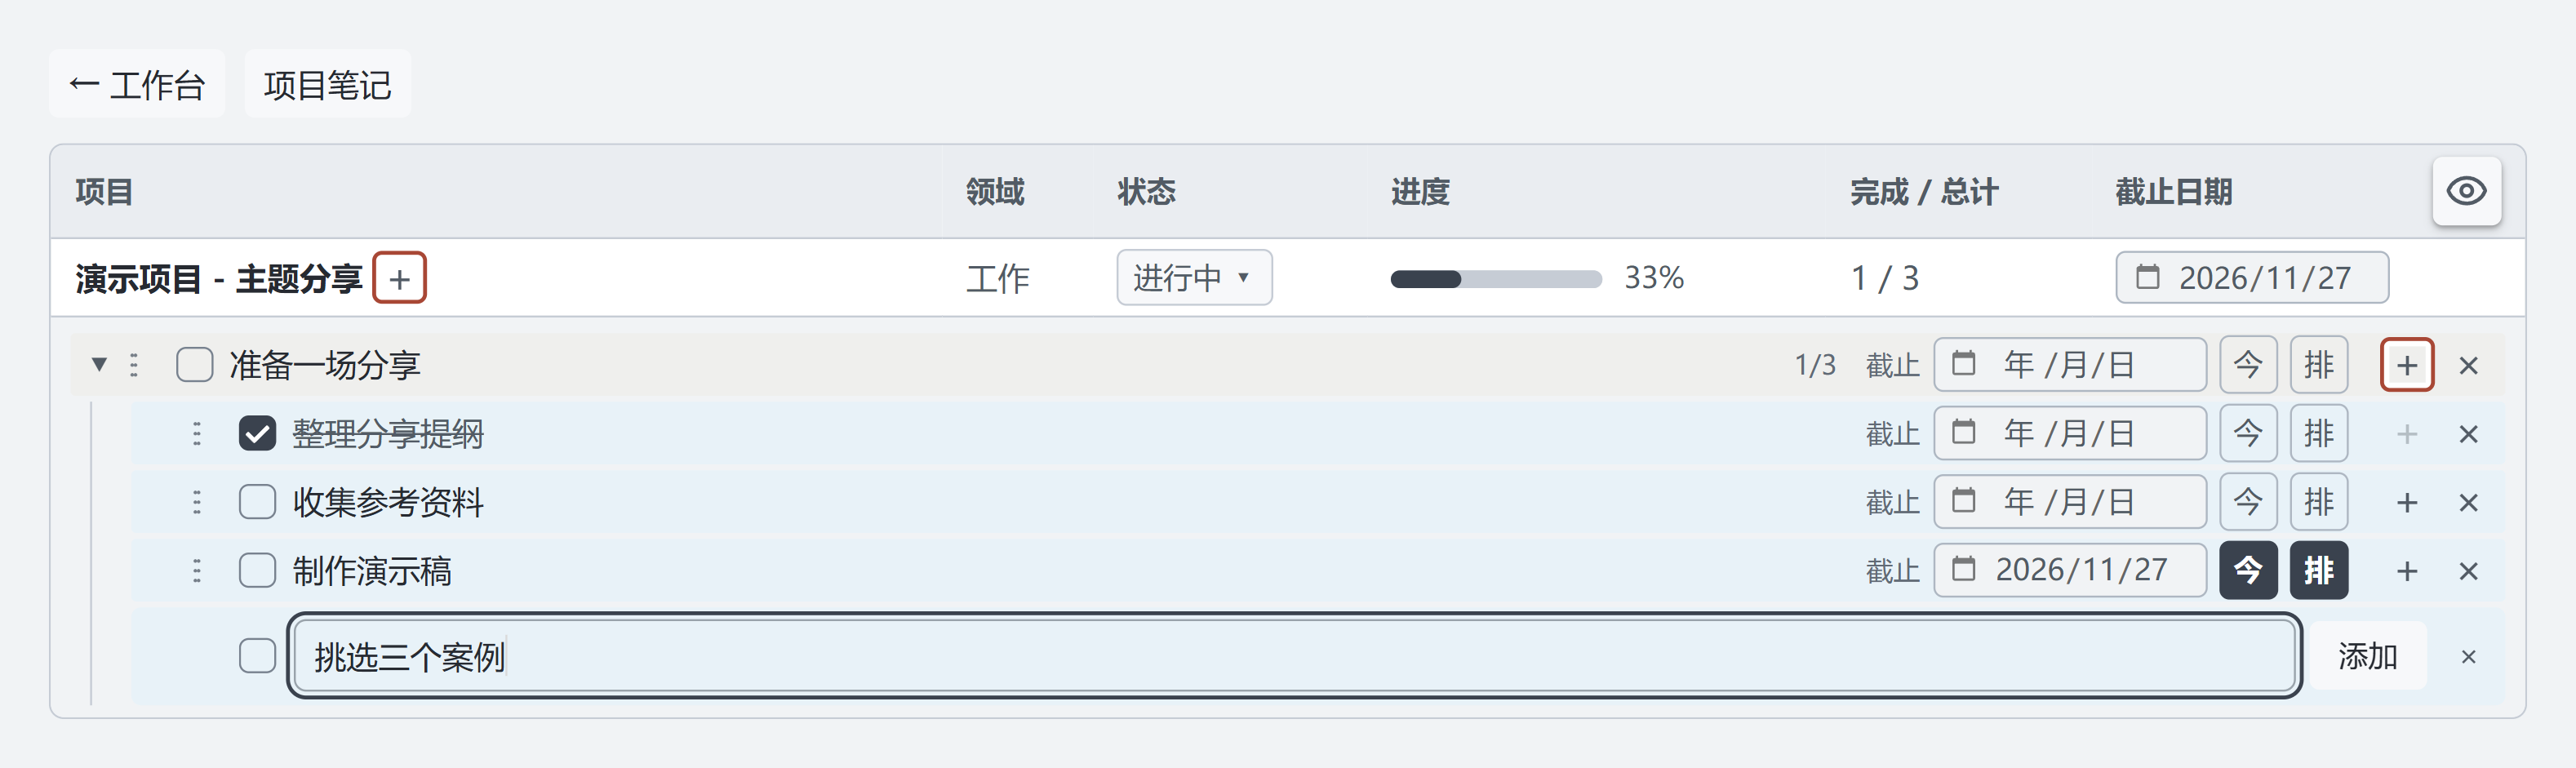 ← 工作台 项目笔记
项目 领域 状态 进度 完成 / 总计 截止日期
演示项目 - 主题分享 + 工作 进行中 ▼ 33% 1 / 3 2026/11/27
▼ 准备一场分享 1/3 截止 年 /月/日 今 排 + ×
整理分享提纲 截止 年 /月/日 今 排 + ×
收集参考资料 截止 年 /月/日 今 排 + ×
制作演示稿 截止 2026/11/27 今 排 + ×
挑选三个案例 添加 ×